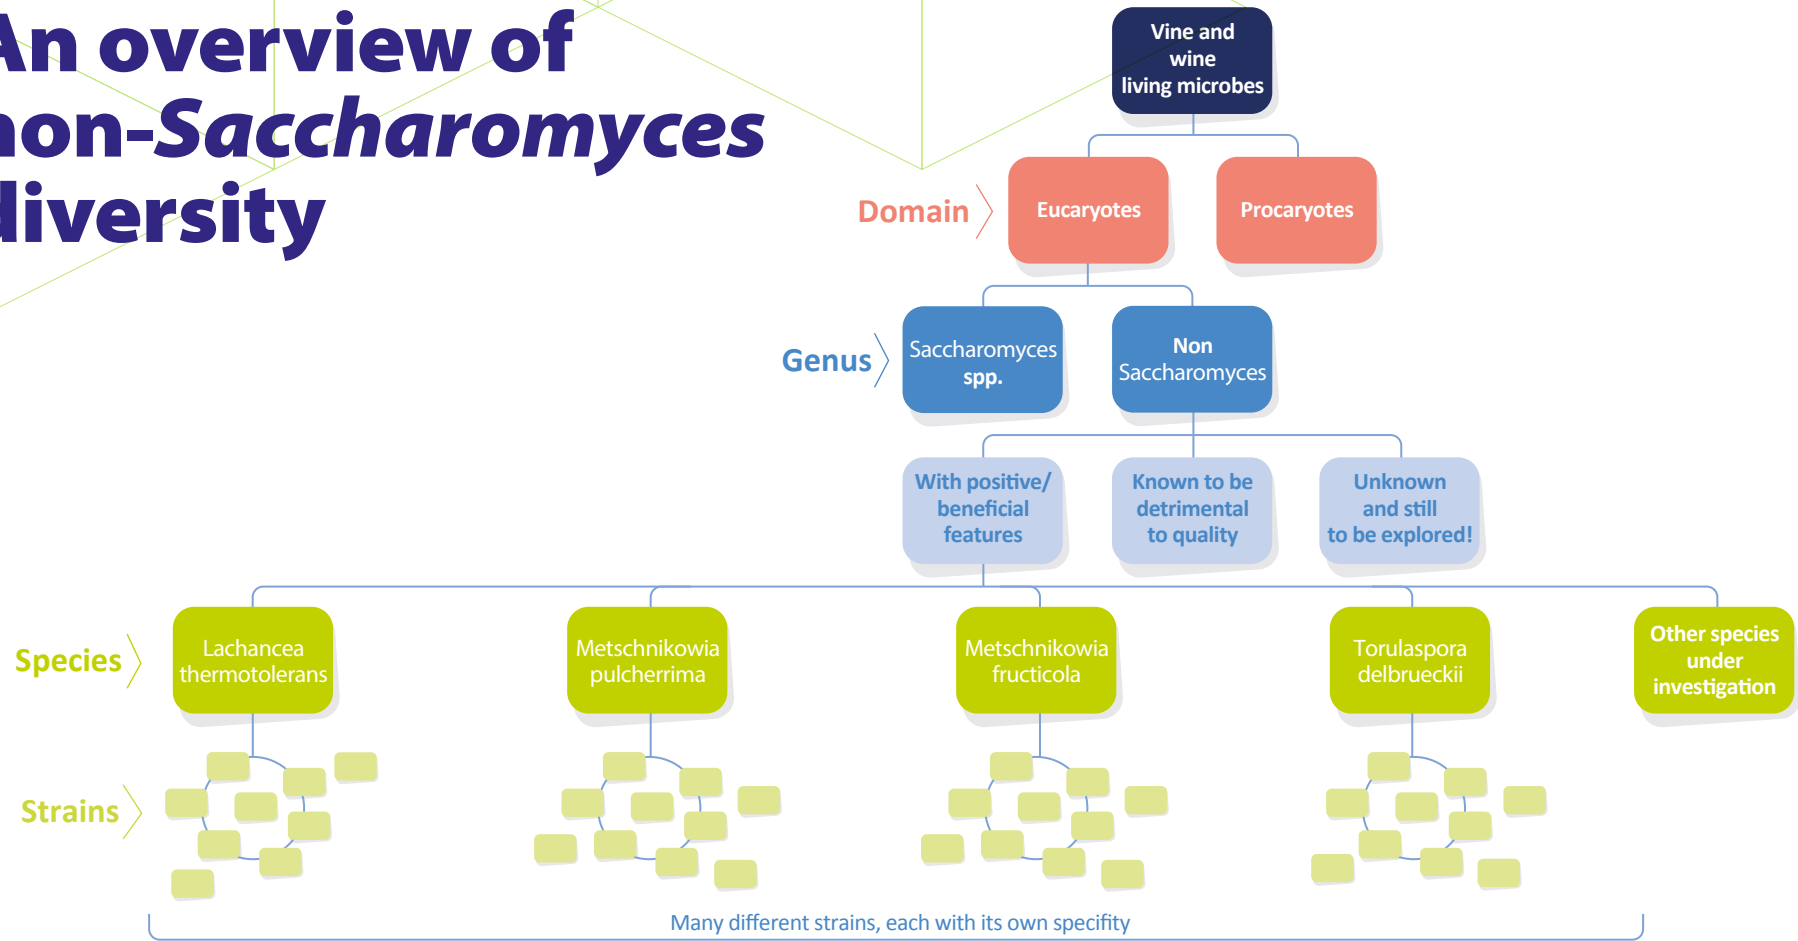 An overview of
non-Saccharomyces
diversity
Vine and
wine
living microbes
Domain
Eucaryotes
Procaryotes
Genus
Saccharomyces
spp.
Non
Saccharomyces
With positive/
beneficial
features
Known to be
detrimental
to quality
Unknown
and still
to be explored!
Species
Lachancea
thermotolerans
Metschnikowia
pulcherrima
Metschnikowia
fructicola
Torulaspora
delbrueckii
Other species
under
investigation
Strains
Many different strains, each with its own specifity